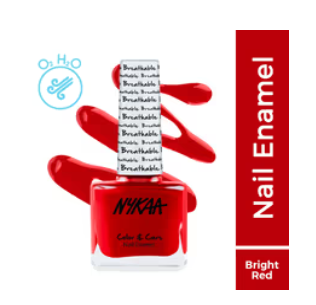 O₂ H₂O
Breathable
Breathable
Breathable
Breathable
Breathable
Breathable
Breathable
NYKAA
Color & Care
Nail Enamel
Bright
Red